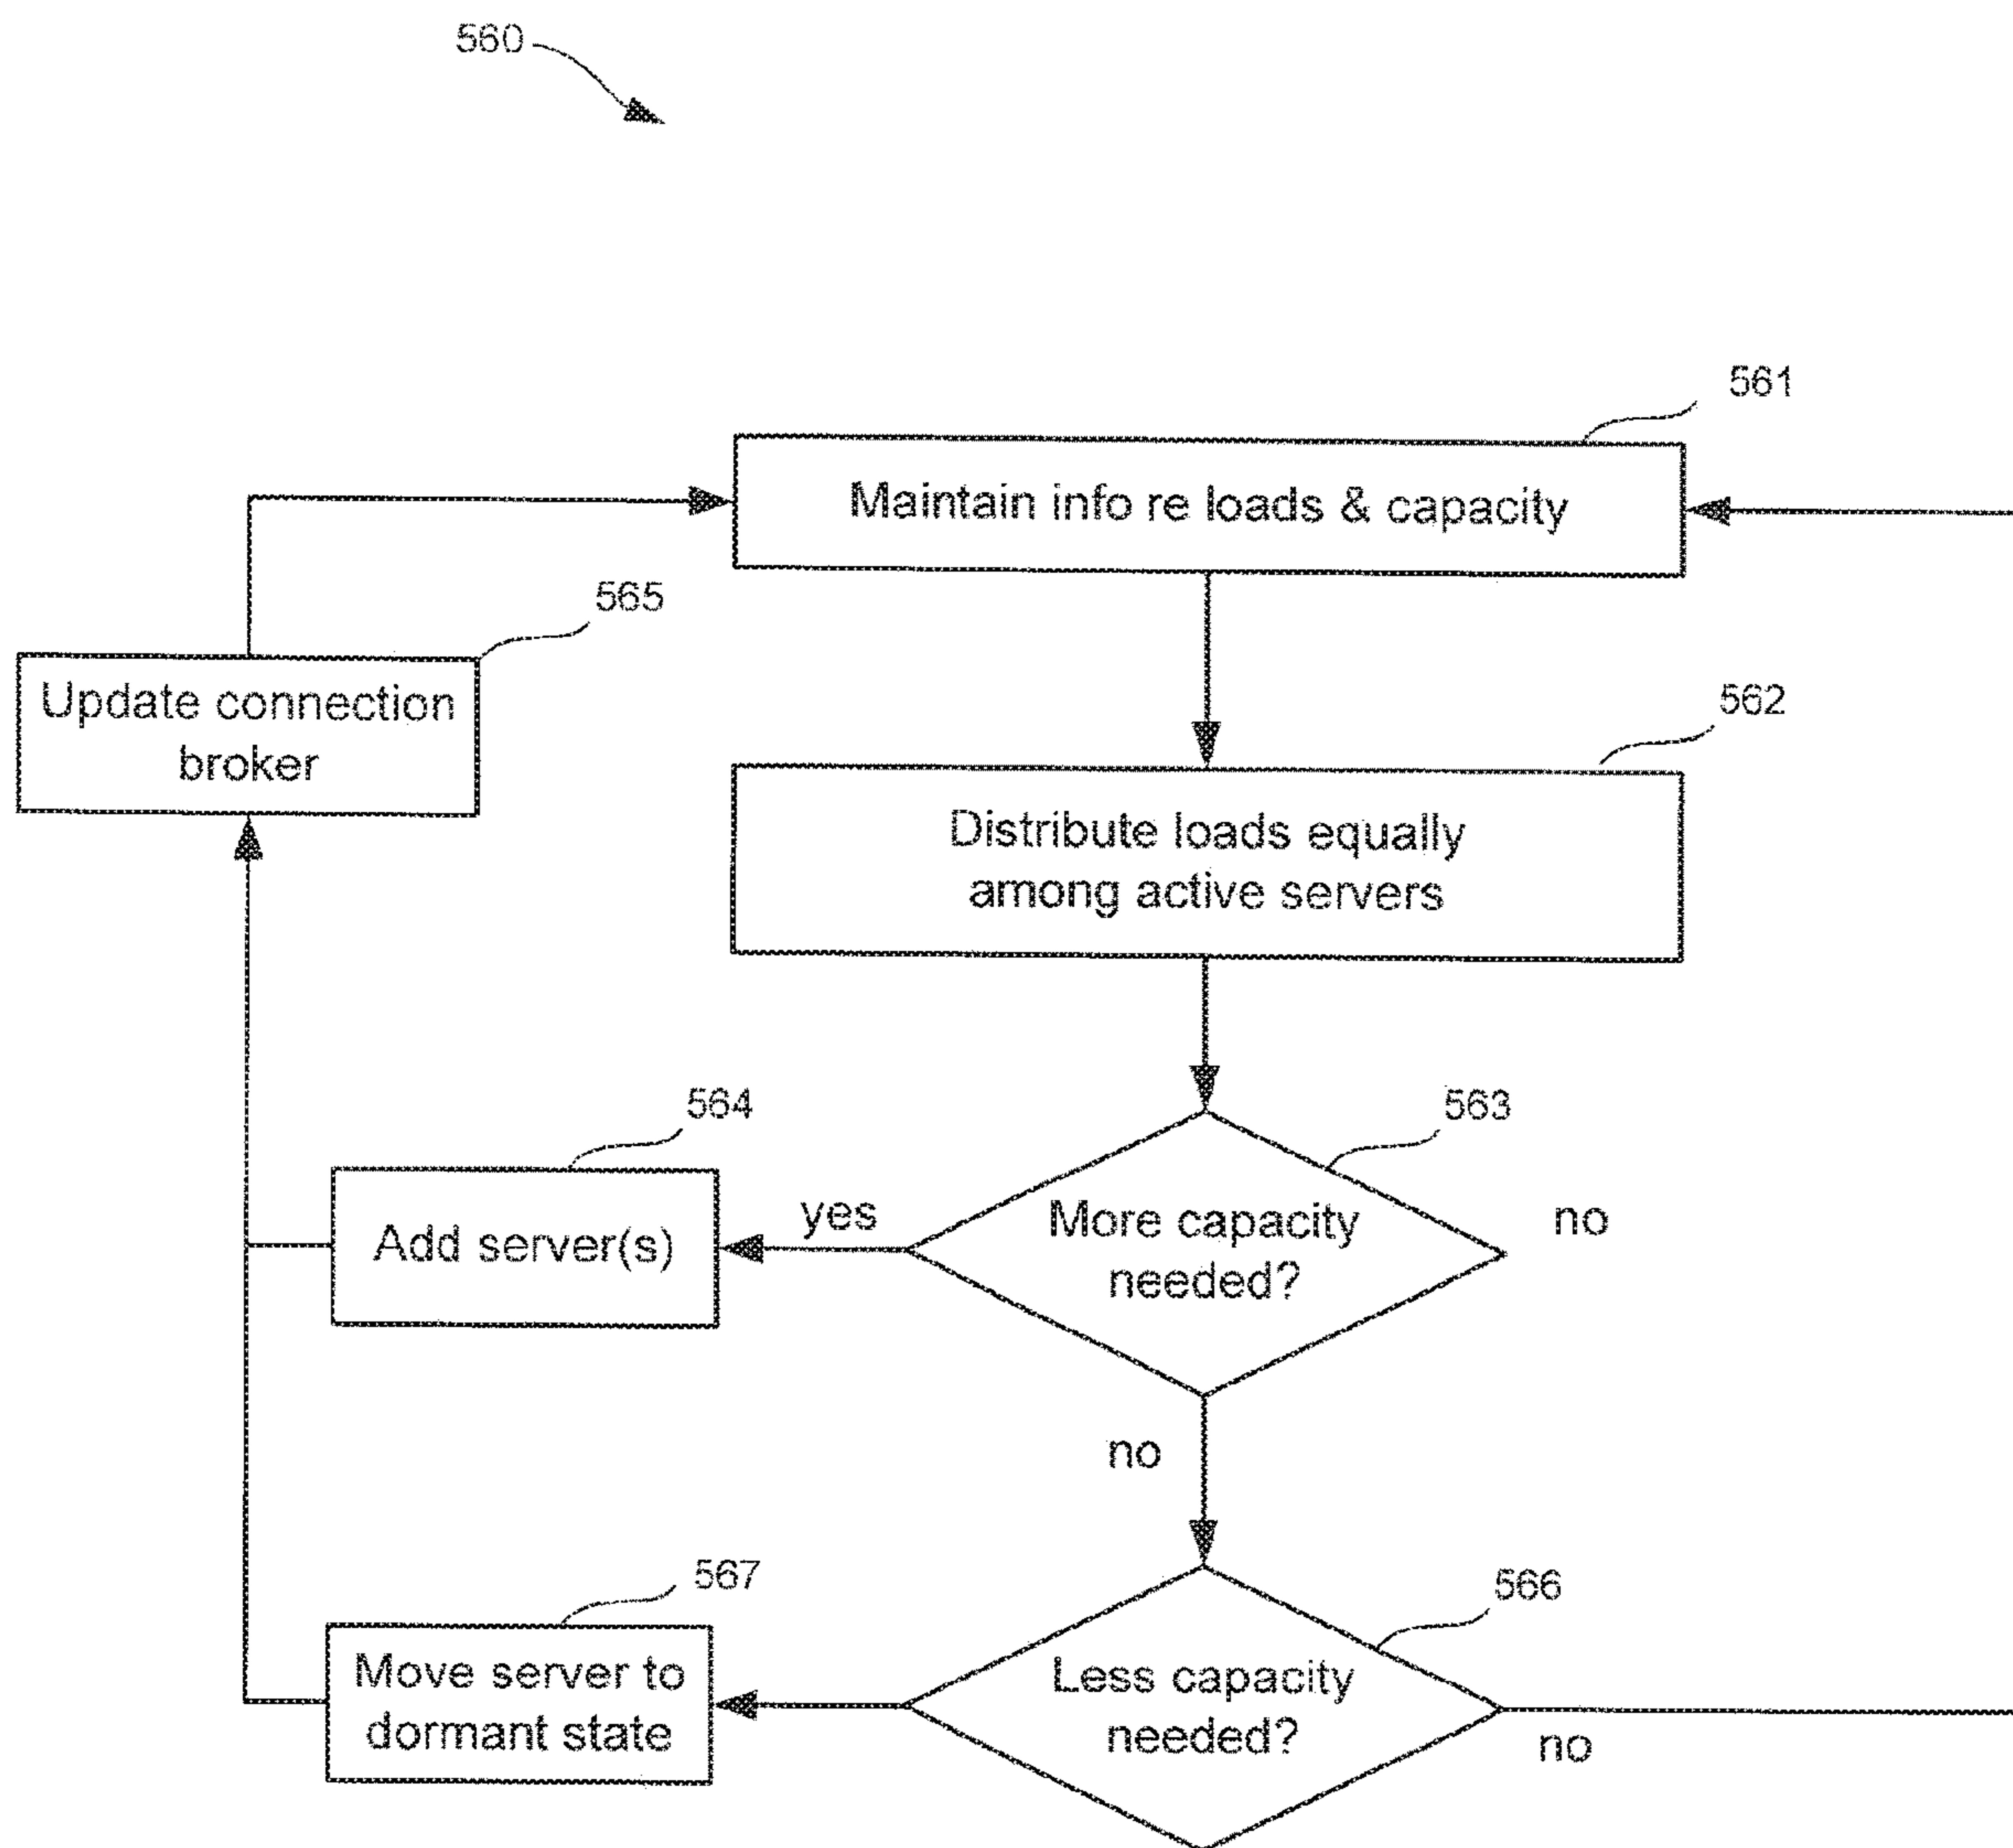 560
561
Maintain info re loads & capacity
565
Update connection
broker
562
Distribute loads equally
among active servers
564
563
Add server(s)
yes
More capacity
needed?
no
no
567
566
Move server to
dormant state
Less capacity
needed?
no